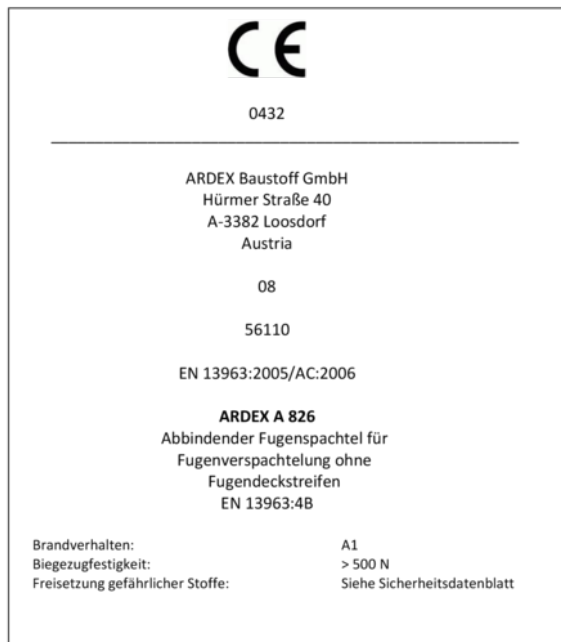 CE
0432
ARDEX Baustoff GmbH
Hürmer Straße 40
A-3382 Loosdorf
Austria
08
56110
EN 13963:2005/AC:2006
ARDEX A 826
Abbindender Fugenspachtel für
Fugenverspachtelung ohne
Fugendeckstreifen
EN 13963:4B
Brandverhalten: A1
Biegezugfestigkeit: > 500 N
Freisetzung gefährlicher Stoffe: Siehe Sicherheitsdatenblatt